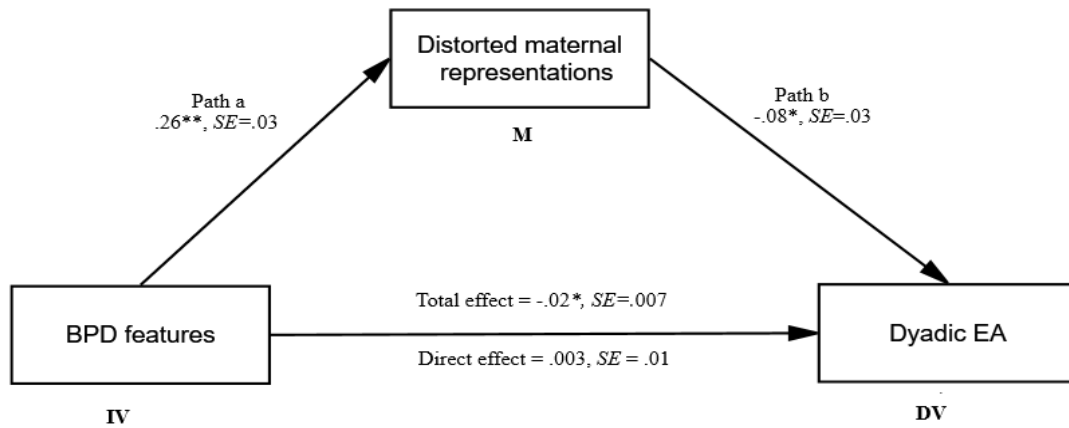 Distorted maternal
representations
M
Path a
.26**, SE=.03
Path b
-.08*, SE=.03
BPD features
IV
Total effect = -.02*, SE=.007
Direct effect = .003, SE = .01
Dyadic EA
DV